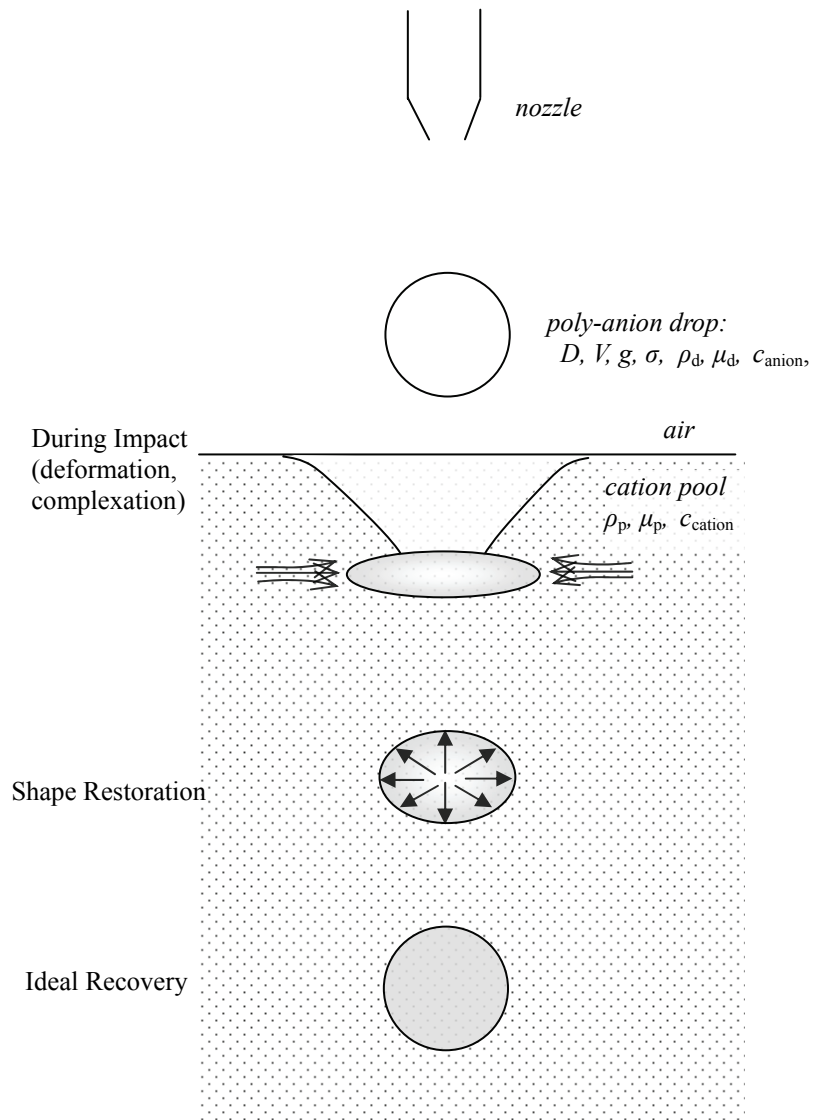 nozzle
poly-anion drop:
D, V, g, σ, ρd, μd, canion,
During Impact
(deformation,
complexation)
air
cation pool
ρp, μp, ccation
Shape Restoration
Ideal Recovery